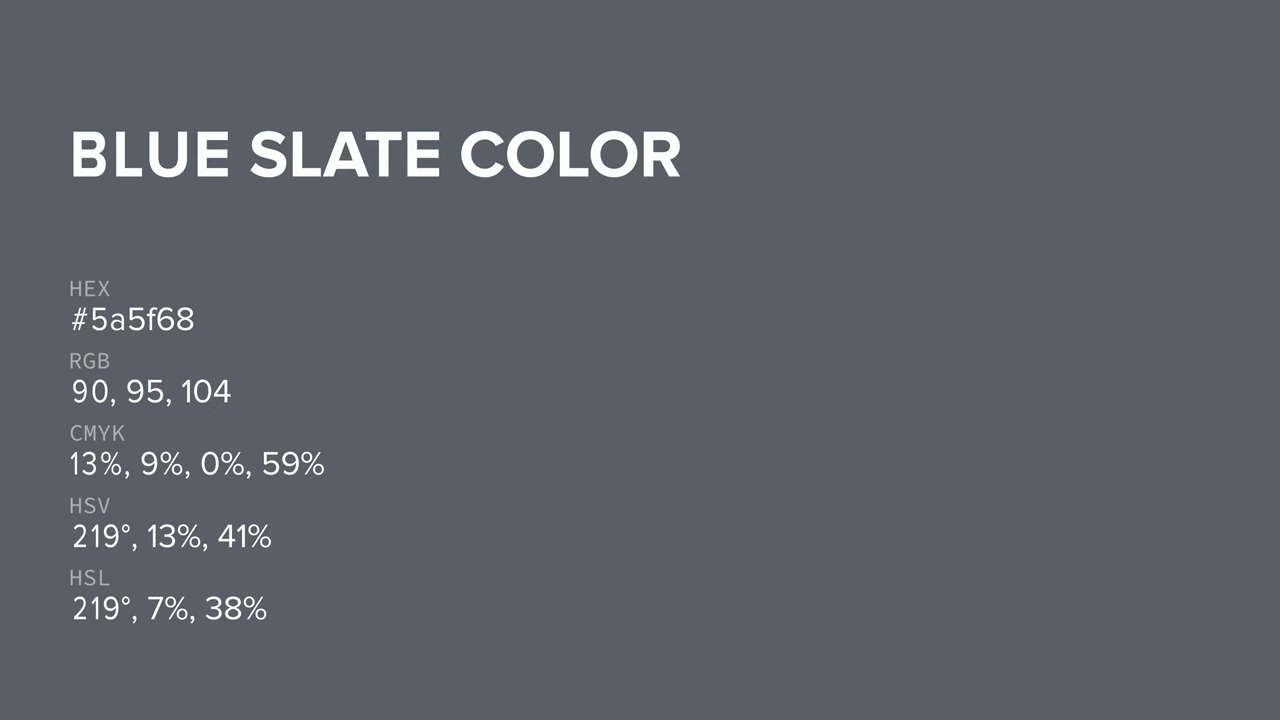 BLUE SLATE COLOR
HEX
#5a5f68
RGB
90, 95, 104
CMYK
13%, 9%, 0%, 59%
HSV
219°, 13%, 41%
HSL
219°, 7%, 38%